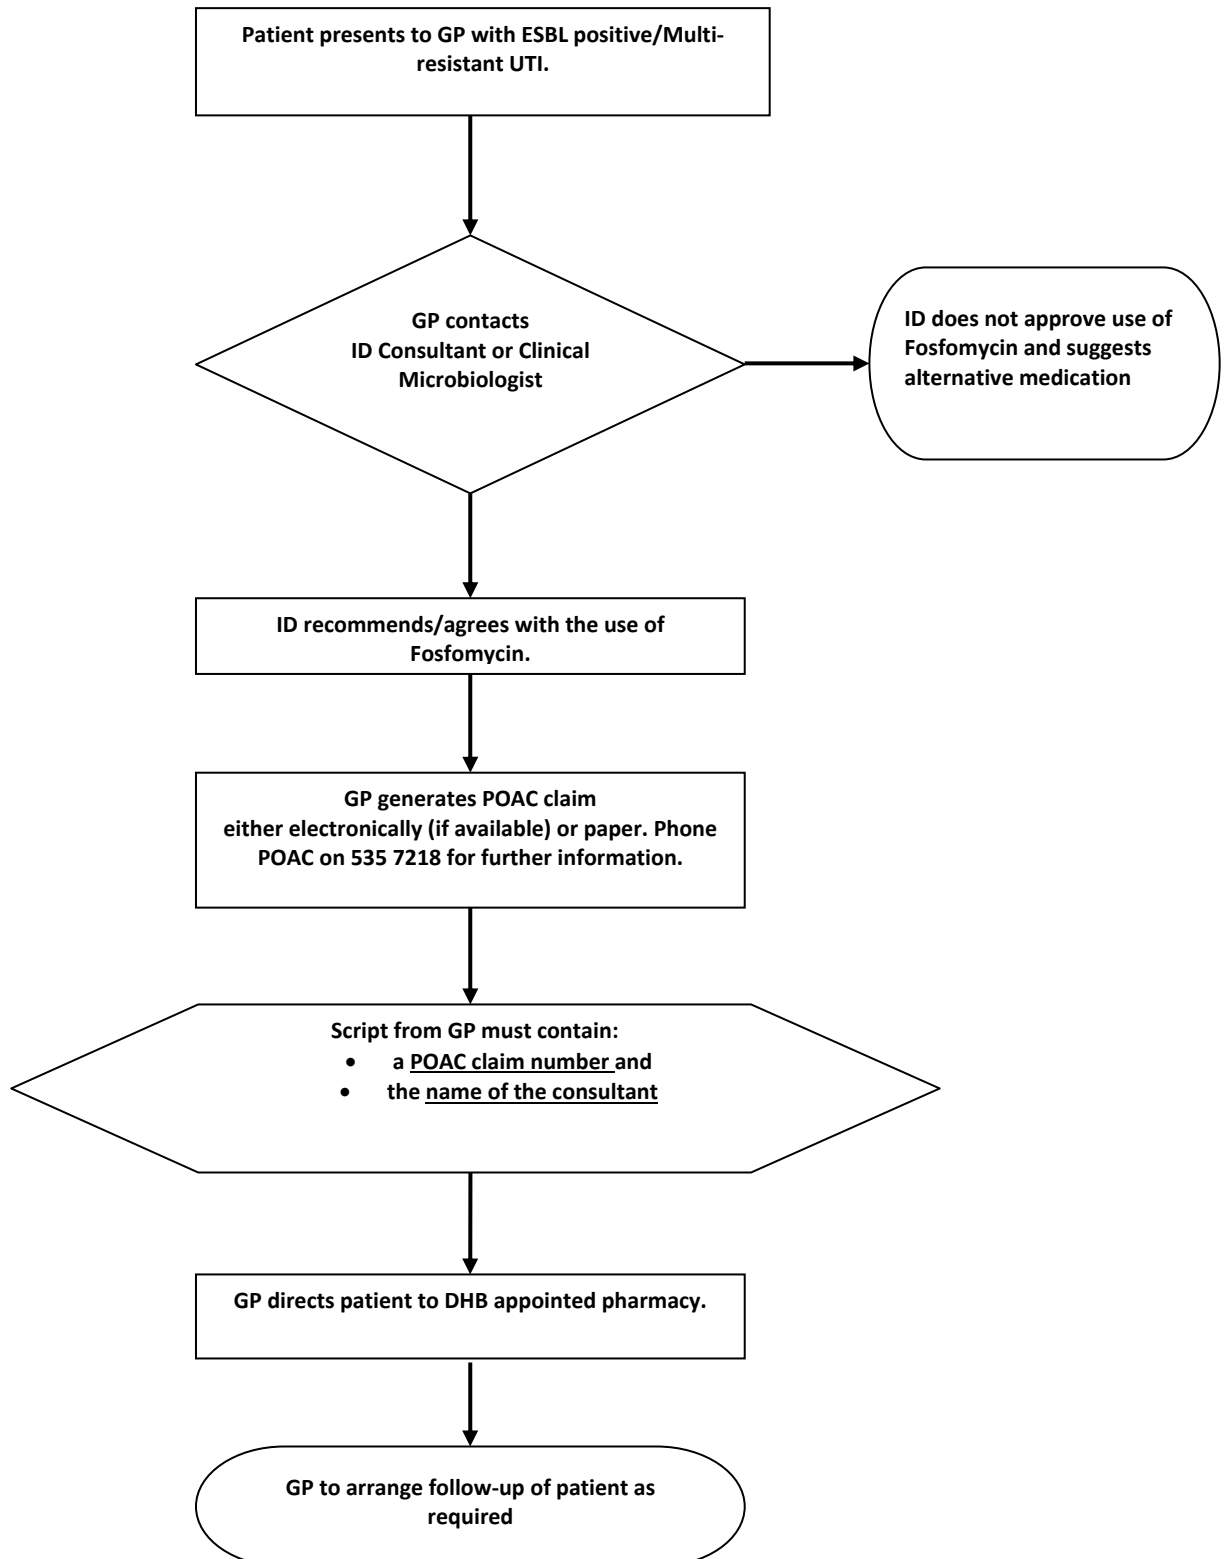 Patient presents to GP with ESBL positive/Multi-
resistant UTI.
GP contacts
ID Consultant or Clinical
Microbiologist
ID does not approve use of
Fosfomycin and suggests
alternative medication
ID recommends/agrees with the use of
Fosfomycin.
GP generates POAC claim
either electronically (if available) or paper. Phone
POAC on 535 7218 for further information.
Script from GP must contain:
• a POAC claim number and
• the name of the consultant
GP directs patient to DHB appointed pharmacy.
GP to arrange follow-up of patient as
required